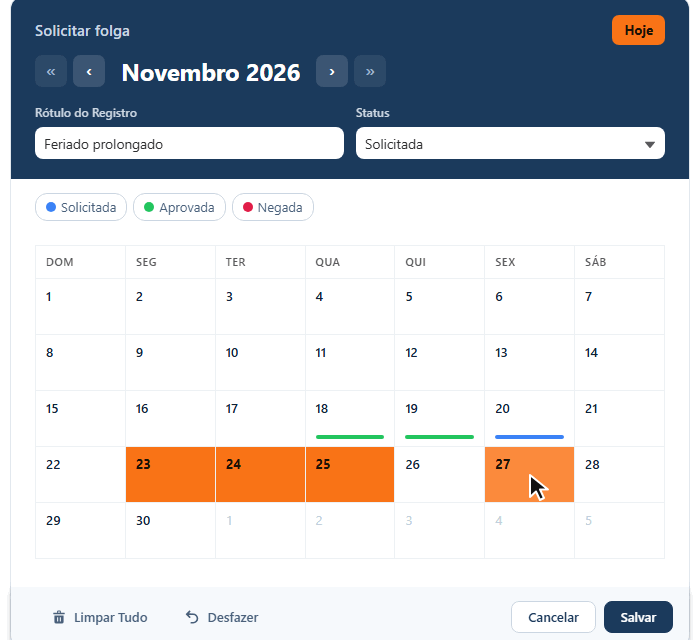 Solicitar folga
Hoje
« ‹ Novembro 2026 › »
Rótulo do Registro Status
Feriado prolongado Solicitada
Solicitada Aprovada Negada
DOM SEG TER QUA QUI SEX SÁB
1 2 3 4 5 6 7
8 9 10 11 12 13 14
15 16 17 18 19 20 21
22 23 24 25 26 27 28
29 30 1 2 3 4 5
Limpar Tudo Desfazer Cancelar Salvar